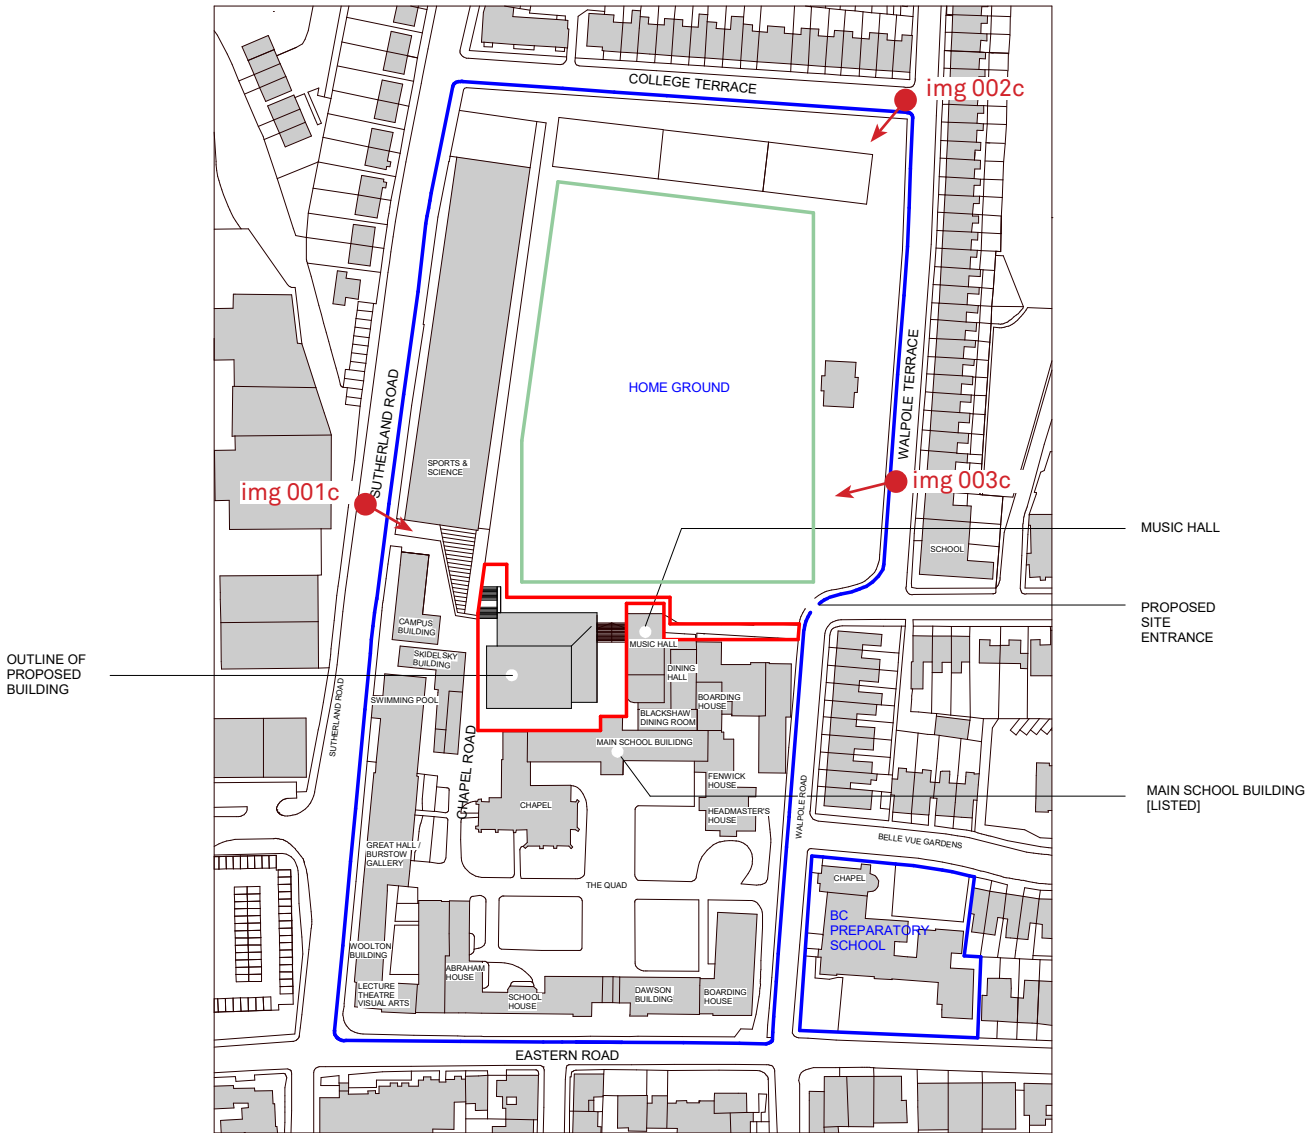 COLLEGE TERRACE
img 002c
HOME GROUND
WALPOLE TERRACE
SUTHERLAND ROAD
SPORTS &
SCIENCE
img 001c
img 003c
MUSIC HALL
SCHOOL
PROPOSED
SITE
ENTRANCE
CAMPUS
BUILDING
MUSIC HALL
SKIDELSKY
BUILDING
OUTLINE OF
PROPOSED
BUILDING
DINING
HALL
SWIMMING POOL
BOARDING
HOUSE
BLACKSHAW
DINING ROOM
SUTHERLAND ROAD
CHAPEL ROAD
MAIN SCHOOL BUILIDNG
FENWICK
HOUSE
MAIN SCHOOL BUILDING
[LISTED]
CHAPEL
HEADMASTER'S
HOUSE
WALPOLE ROAD
BELLE VUE GARDENS
GREAT HALL /
BURSTOW
GALLERY
THE QUAD
CHAPEL
BC
PREPARATORY
SCHOOL
WOOLTON
BUILDING
ABRAHAM
HOUSE
LECTURE
THEATRE
VISUAL ARTS
SCHOOL
HOUSE
DAWSON
BUILDING
BOARDING
HOUSE
EASTERN ROAD